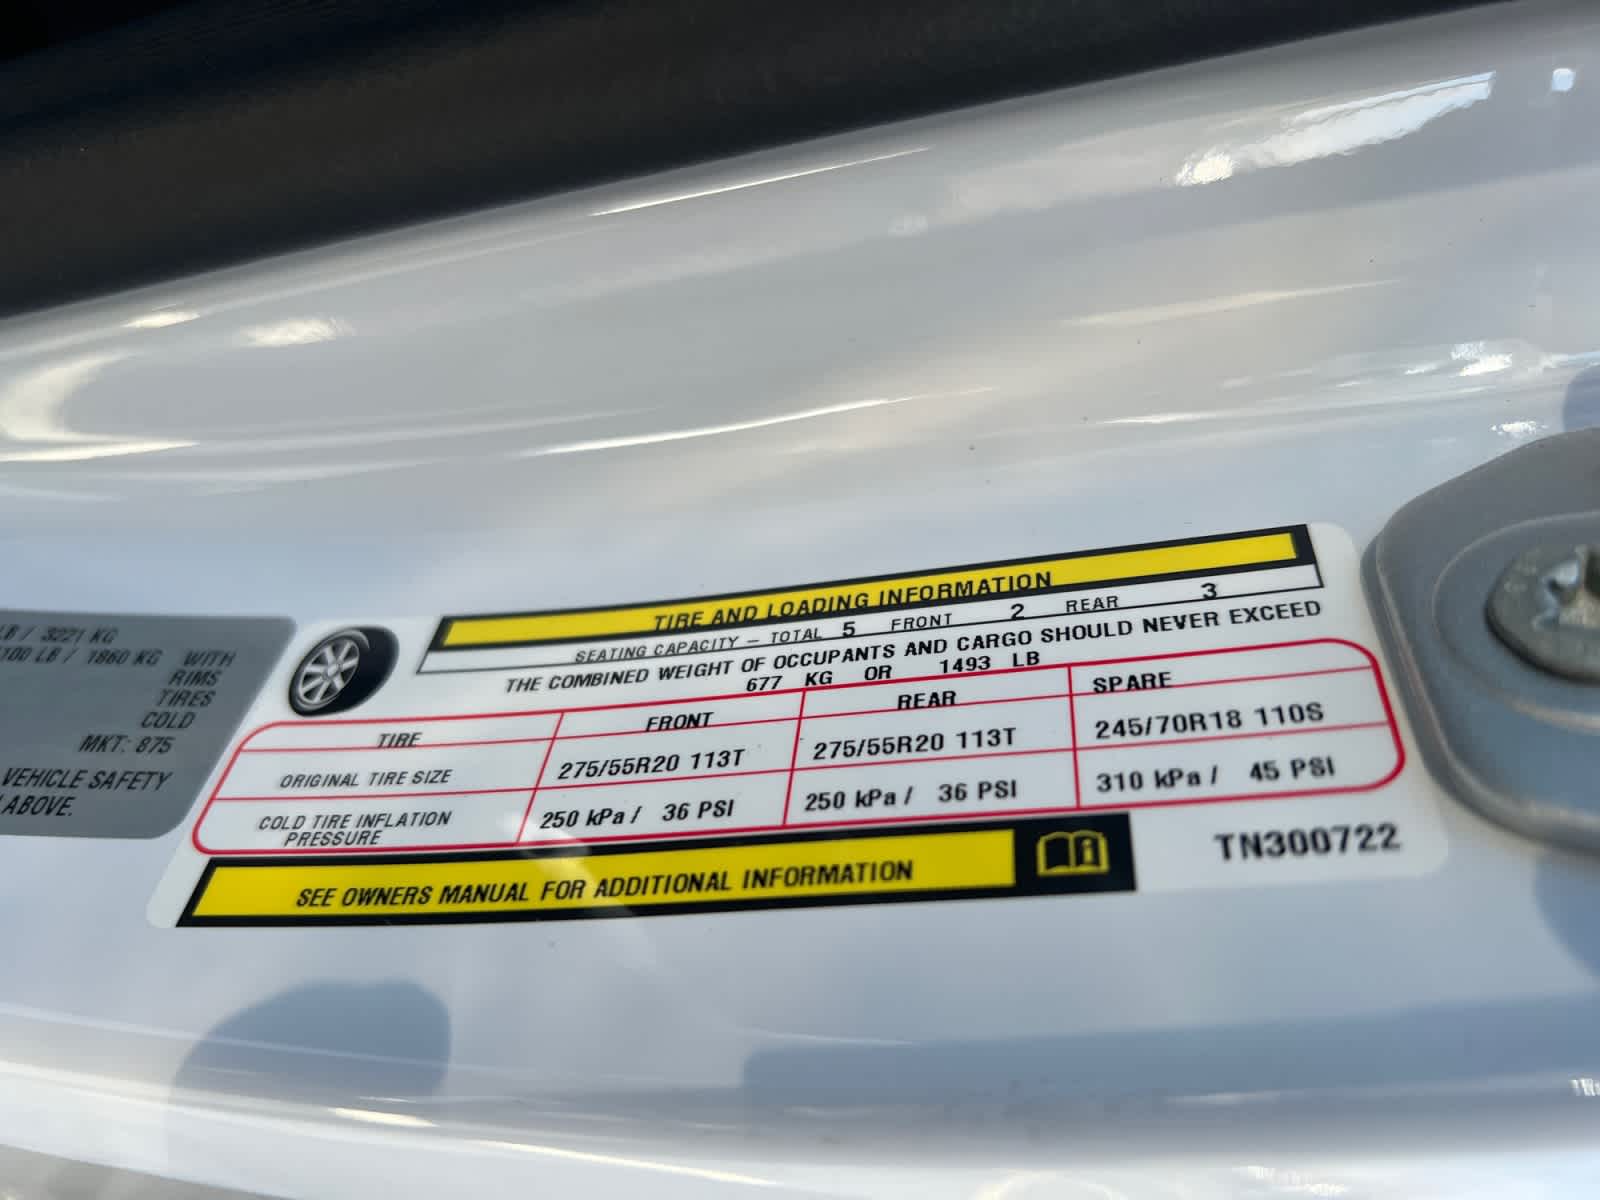 LB / 3221 KG
100 LB / 1860 KG WITH
RIMS
TIRES
COLD
MKT: 875
VEHICLE SAFETY
ABOVE.
TIRE AND LOADING INFORMATION
SEATING CAPACITY – TOTAL 5 FRONT 2 REAR 3
THE COMBINED WEIGHT OF OCCUPANTS AND CARGO SHOULD NEVER EXCEED
677 KG OR 1493 LB
TIRE FRONT REAR SPARE
ORIGINAL TIRE SIZE 275/55R20 113T 275/55R20 113T 245/70R18 110S
COLD TIRE INFLATION PRESSURE 250 kPa / 36 PSI 250 kPa / 36 PSI 310 kPa / 45 PSI
SEE OWNERS MANUAL FOR ADDITIONAL INFORMATION
TN300722